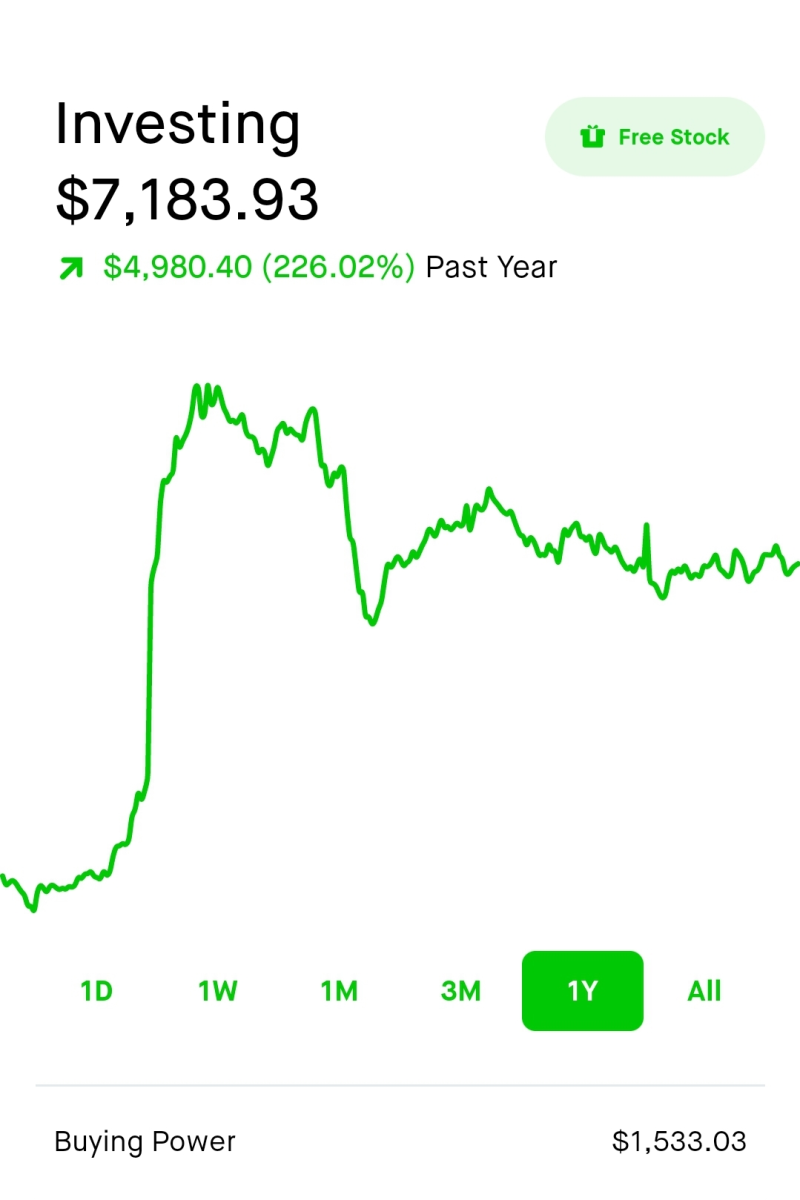 Investing
Free Stock
$7,183.93
$4,980.40 (226.02%) Past Year
1D 1W 1M 3M 1Y All
Buying Power $1,533.03